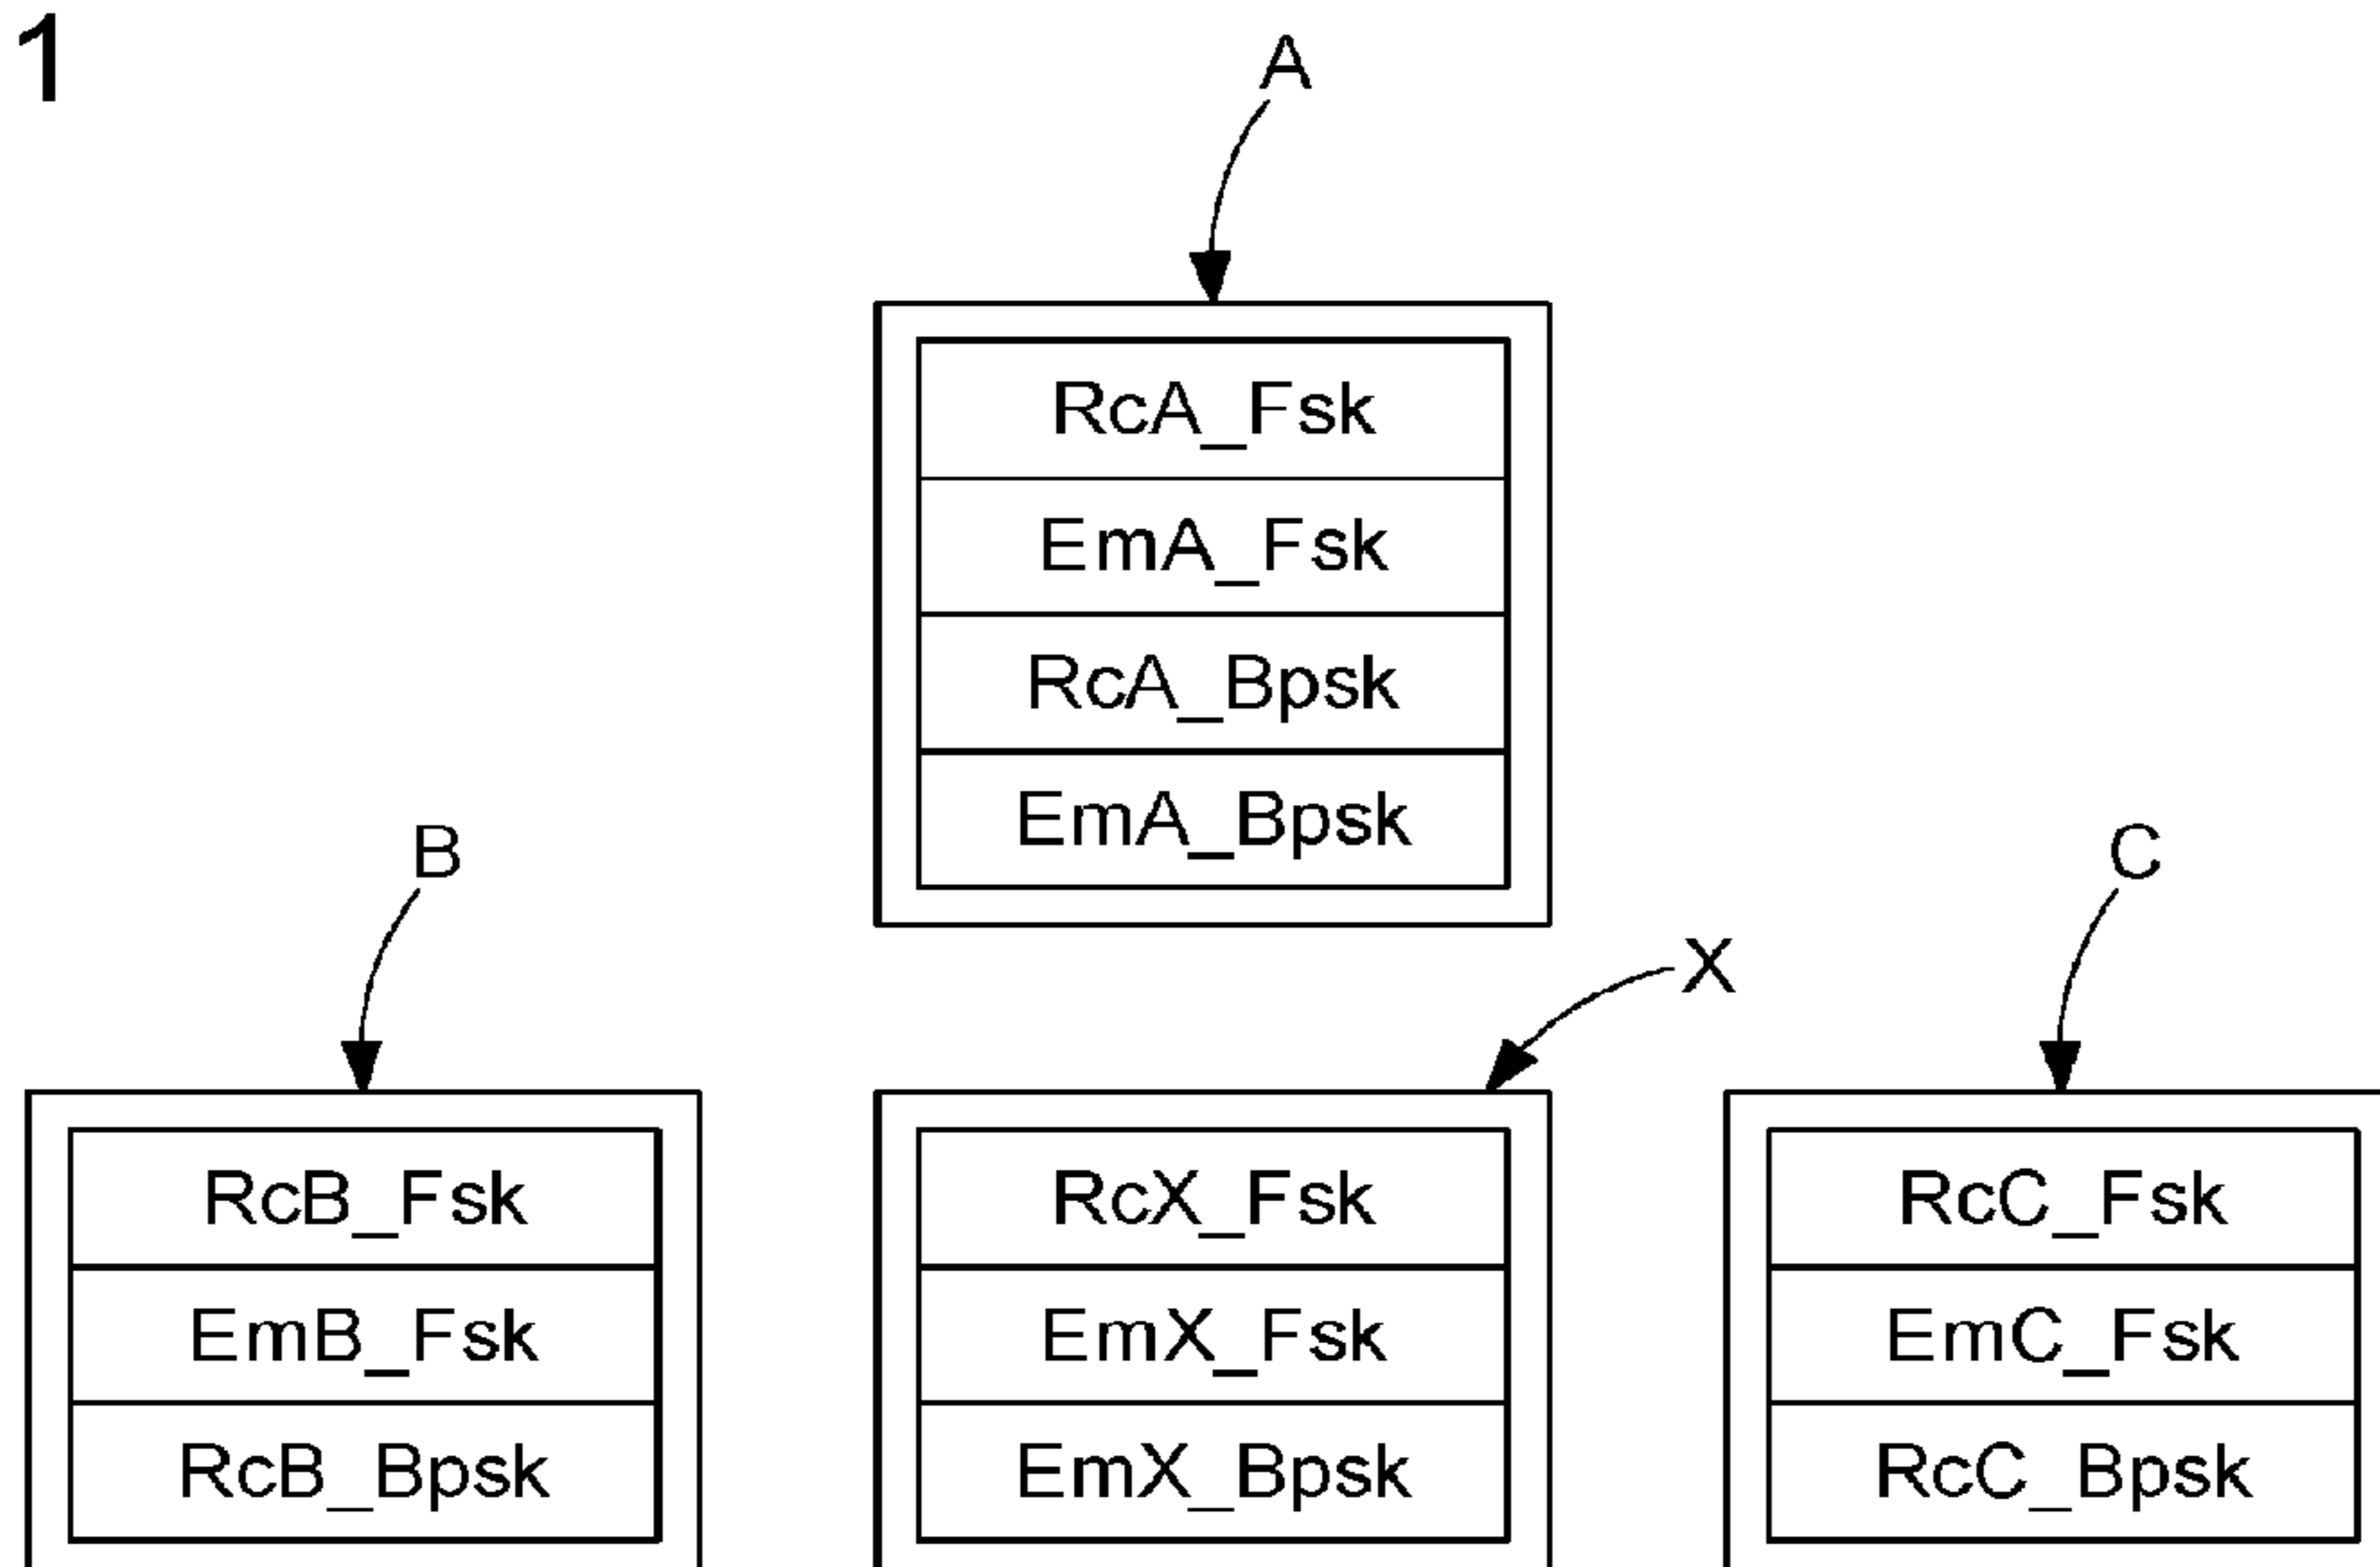 1
A
RcA_Fsk
EmA_Fsk
RcA_Bpsk
EmA_Bpsk
B
C
X
RcB_Fsk
EmB_Fsk
RcB_Bpsk
RcX_Fsk
EmX_Fsk
EmX_Bpsk
RcC_Fsk
EmC_Fsk
RcC_Bpsk